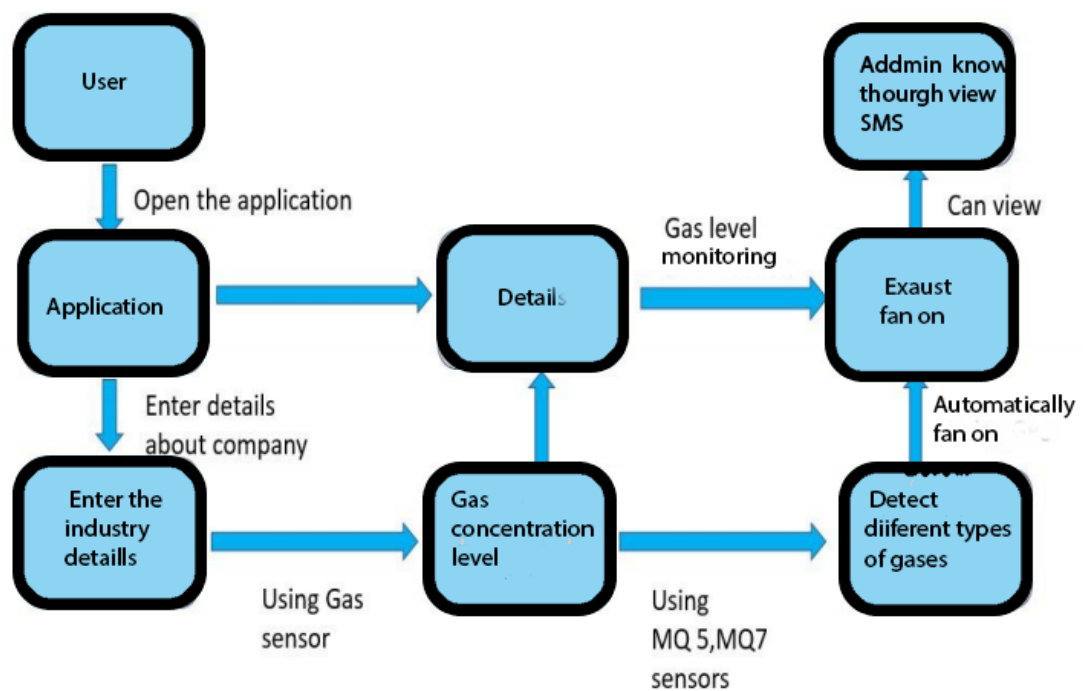 User
Addmin know
thourgh view
SMS
Open the application
Can view
Gas level
monitoring
Application
Details
Exaust
fan on
Enter details
about company
Automatically
fan on
Enter the
industry
detaills
Gas
concentration
level
Detect
diiferent types
of gases
Using Gas
sensor
Using
MQ 5,MQ7
sensors